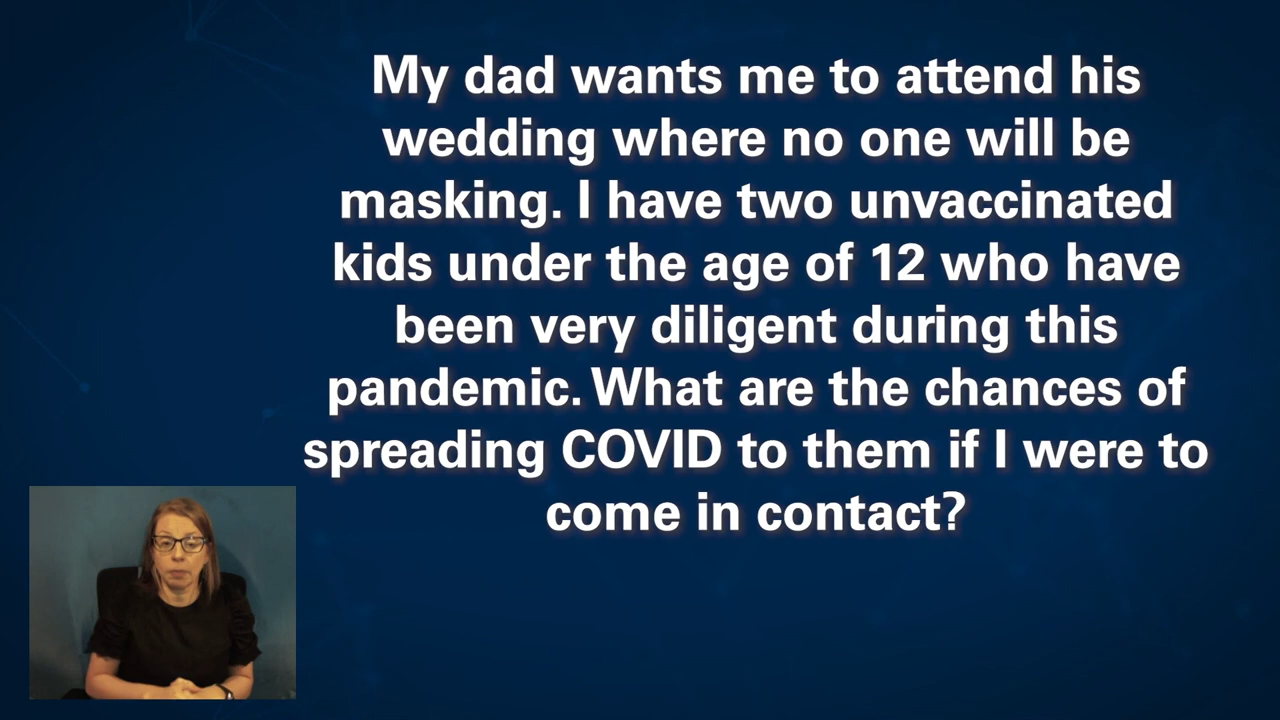 My dad wants me to attend his
wedding where no one will be
masking. I have two unvaccinated
kids under the age of 12 who have
been very diligent during this
pandemic. What are the chances of
spreading COVID to them if I were to
come in contact?